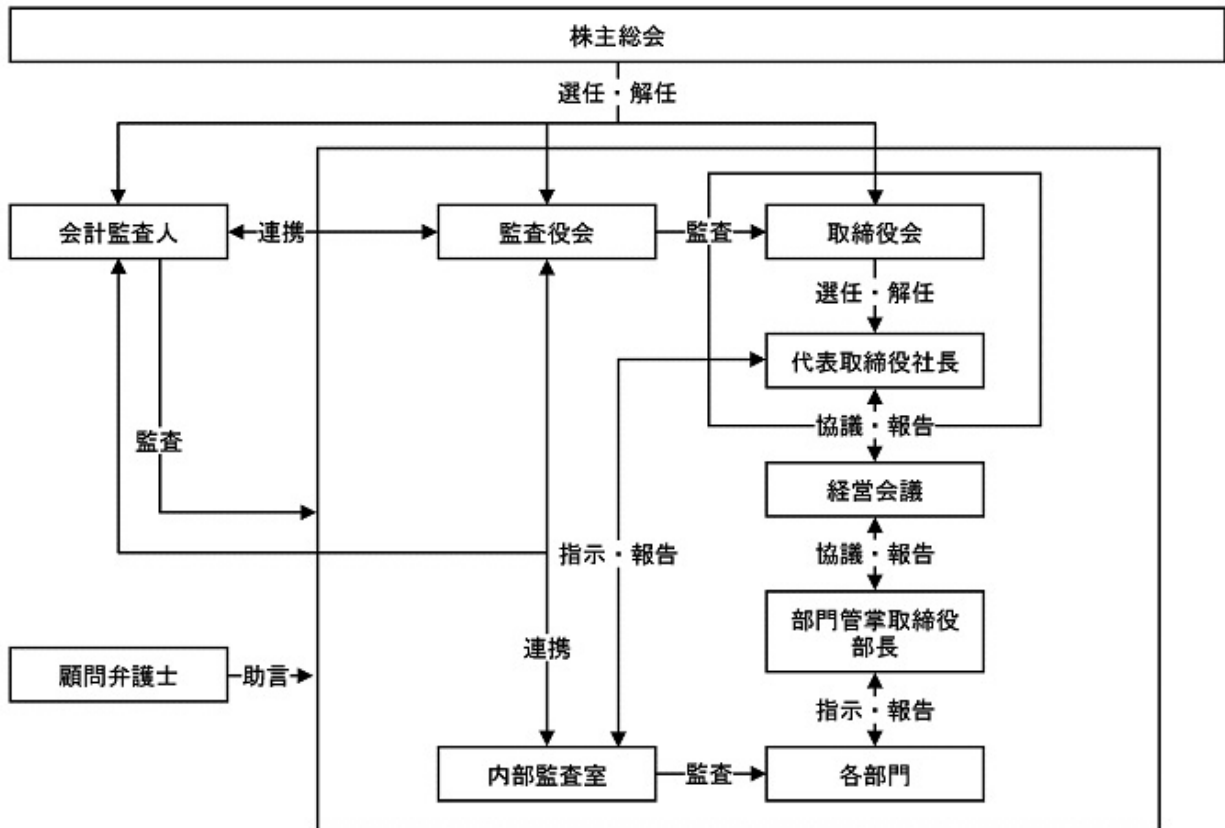 株主総会
選任・解任
会計監査人
連携
監査役会
監査
取締役会
選任・解任
代表取締役社長
協議・報告
監査
経営会議
指示・報告
協議・報告
部門管掌取締役
部長
連携
顧問弁護士
助言
指示・報告
内部監査室
監査
各部門